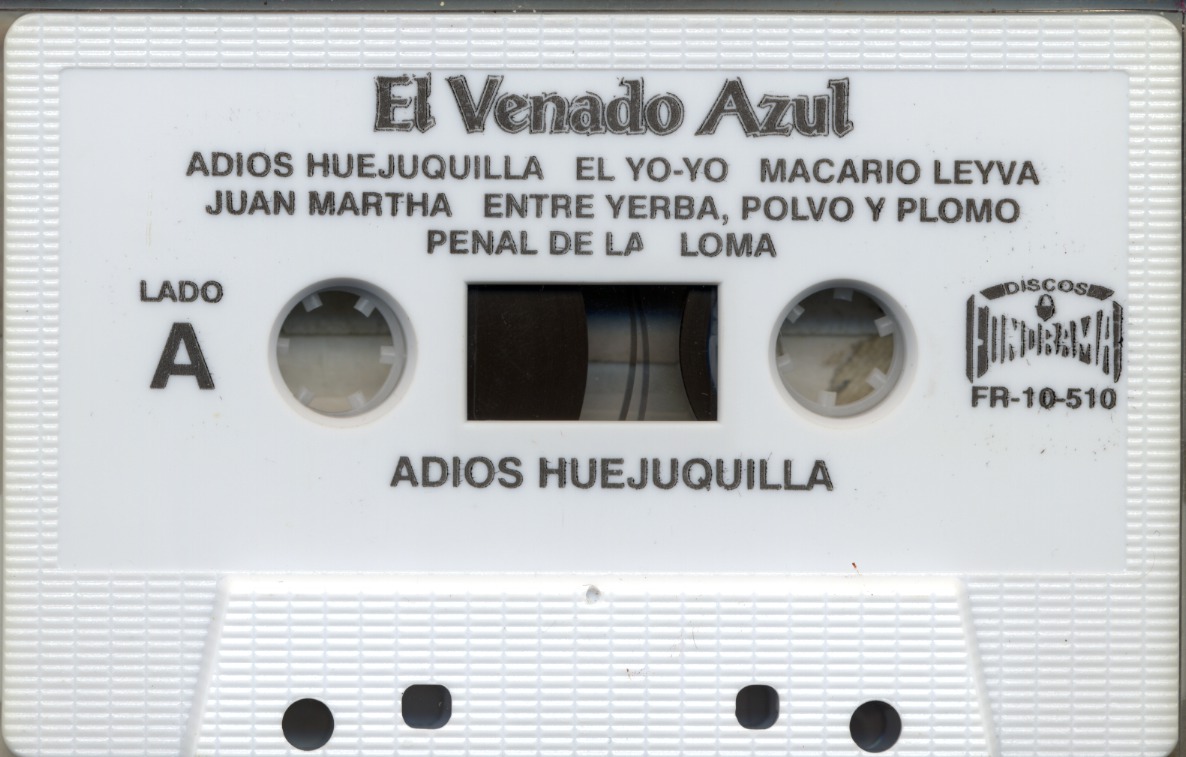 El Venado Azul
ADIOS HUEJUQUILLA EL YO-YO MACARIO LEYVA
JUAN MARTHA ENTRE YERBA, POLVO Y PLOMO
PENAL DE LA LOMA
LADO
A
DISCOS
FONORAMA
FR-10-510
ADIOS HUEJUQUILLA